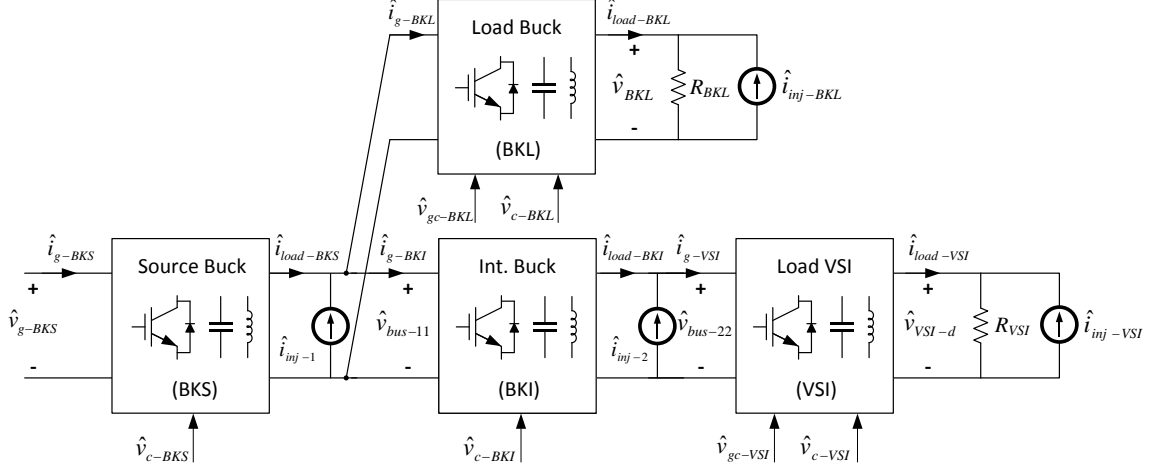 î_g-BKL
Load Buck
î_load-BKL
+
v̂_BKL
R_BKL
î_inj-BKL
-
(BKL)
v̂_gc-BKL
v̂_c-BKL
î_g-BKS
Source Buck
î_load-BKS
î_g-BKI
Int. Buck
î_load-BKI
î_g-VSI
Load VSI
î_load-VSI
+
+
+
v̂_g-BKS
v̂_bus-11
v̂_bus-22
v̂_VSI-d
R_VSI
î_inj-VSI
î_inj-1
î_inj-2
-
-
-
(BKS)
(BKI)
(VSI)
v̂_c-BKS
v̂_c-BKI
v̂_gc-VSI
v̂_c-VSI